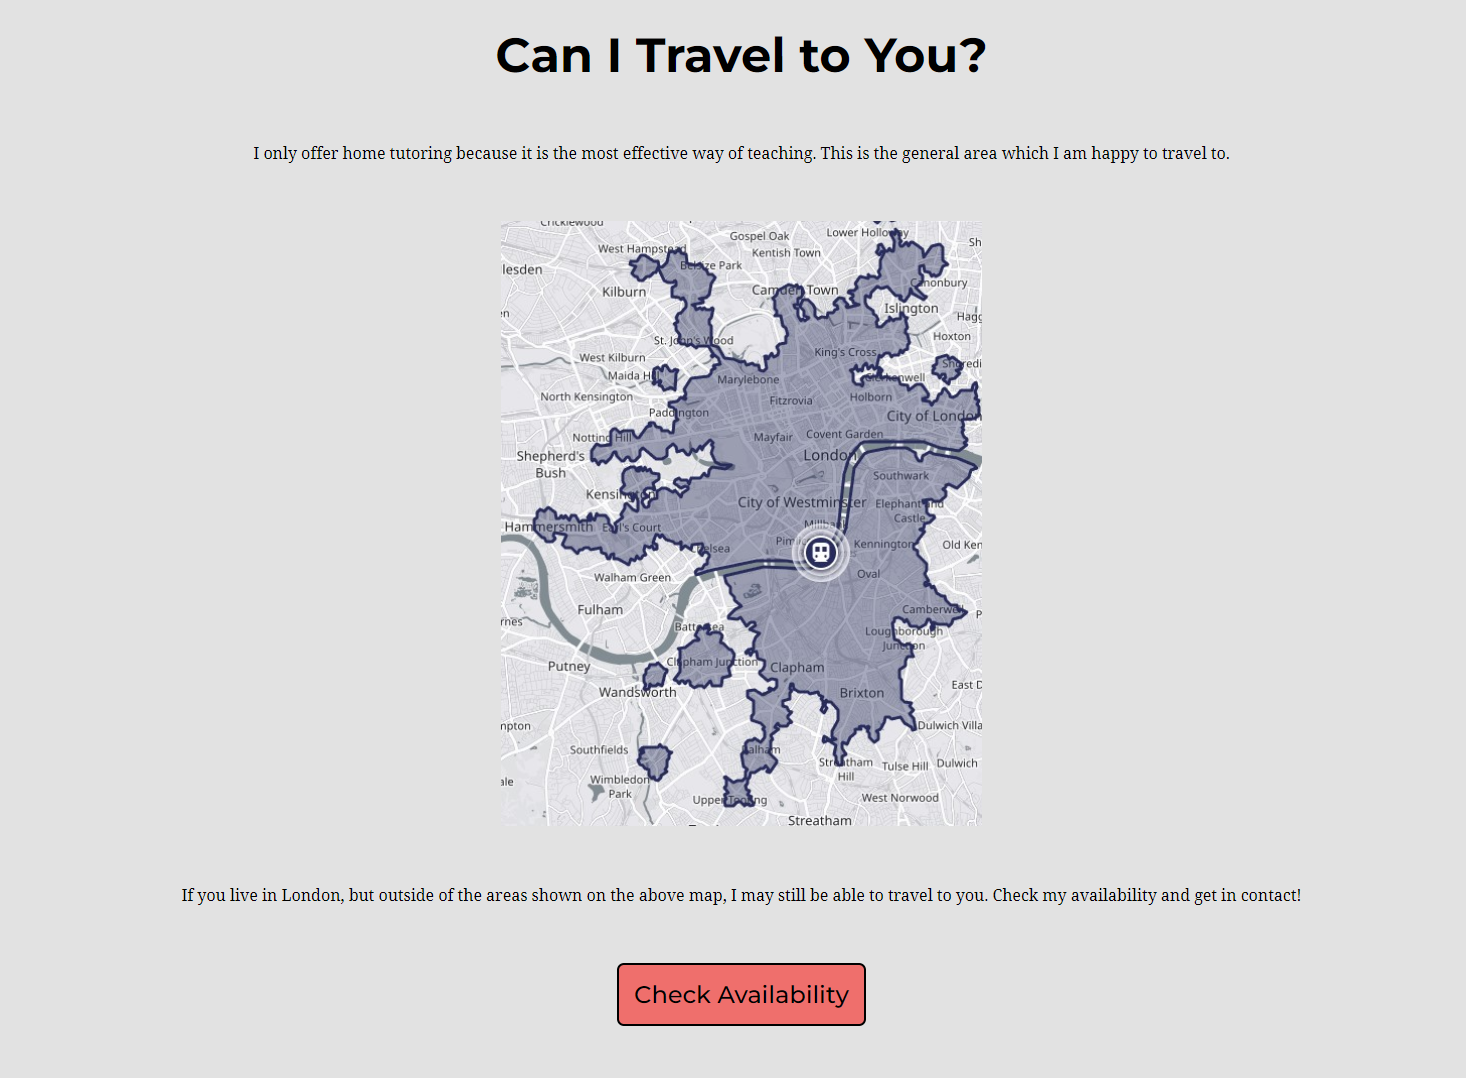 Can I Travel to You?
I only offer home tutoring because it is the most effective way of teaching. This is the general area which I am happy to travel to.
Cricklewood
Gospel Oak
Lower Holloway
West Hampstead
Kentish Town
Sh
Belsize Park
lesden
Canonbury
Kilburn
Camden Town
Islington
en
Hagg
St. John's Wood
Hoxton
West Kilburn
King's Cross
Shoredi
Maida Hill
Marylebone
Clerkenwell
North Kensington
Fitzrovia
Holborn
Paddington
City of London
Notting Hill
Mayfair
Covent Garden
Shepherd's
Bush
London
Southwark
Kensington
City of Westminster
Elephant and
Castle
Hammersmith
Earl's Court
Millbank
Pim
Kennington
Old Ken
Chelsea
Walham Green
Oval
Fulham
Camberwell
P
rnes
Battersea
Loughborough
Junction
Putney
Clapham Junction
Clapham
Wandsworth
Brixton
East D
mpton
Dulwich Villa
Southfields
Balham
Streatham
Hill
Tulse Hill
Dulwich
Wimbledon
Park
ale
Upper Tooting
West Norwood
Streatham
If you live in London, but outside of the areas shown on the above map, I may still be able to travel to you. Check my availability and get in contact!
Check Availability